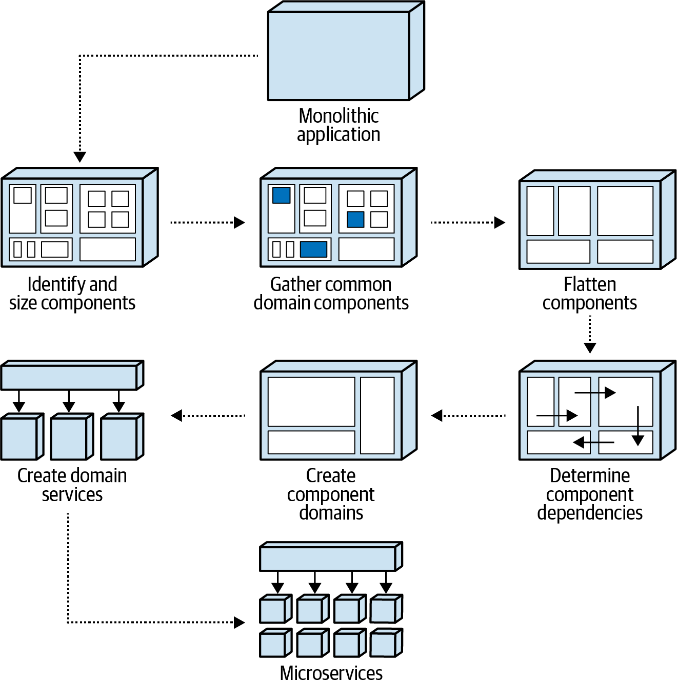 Monolithic
application
Identify and
size components
Gather common
domain components
Flatten
components
Determine
component
dependencies
Create
component
domains
Create domain
services
Microservices